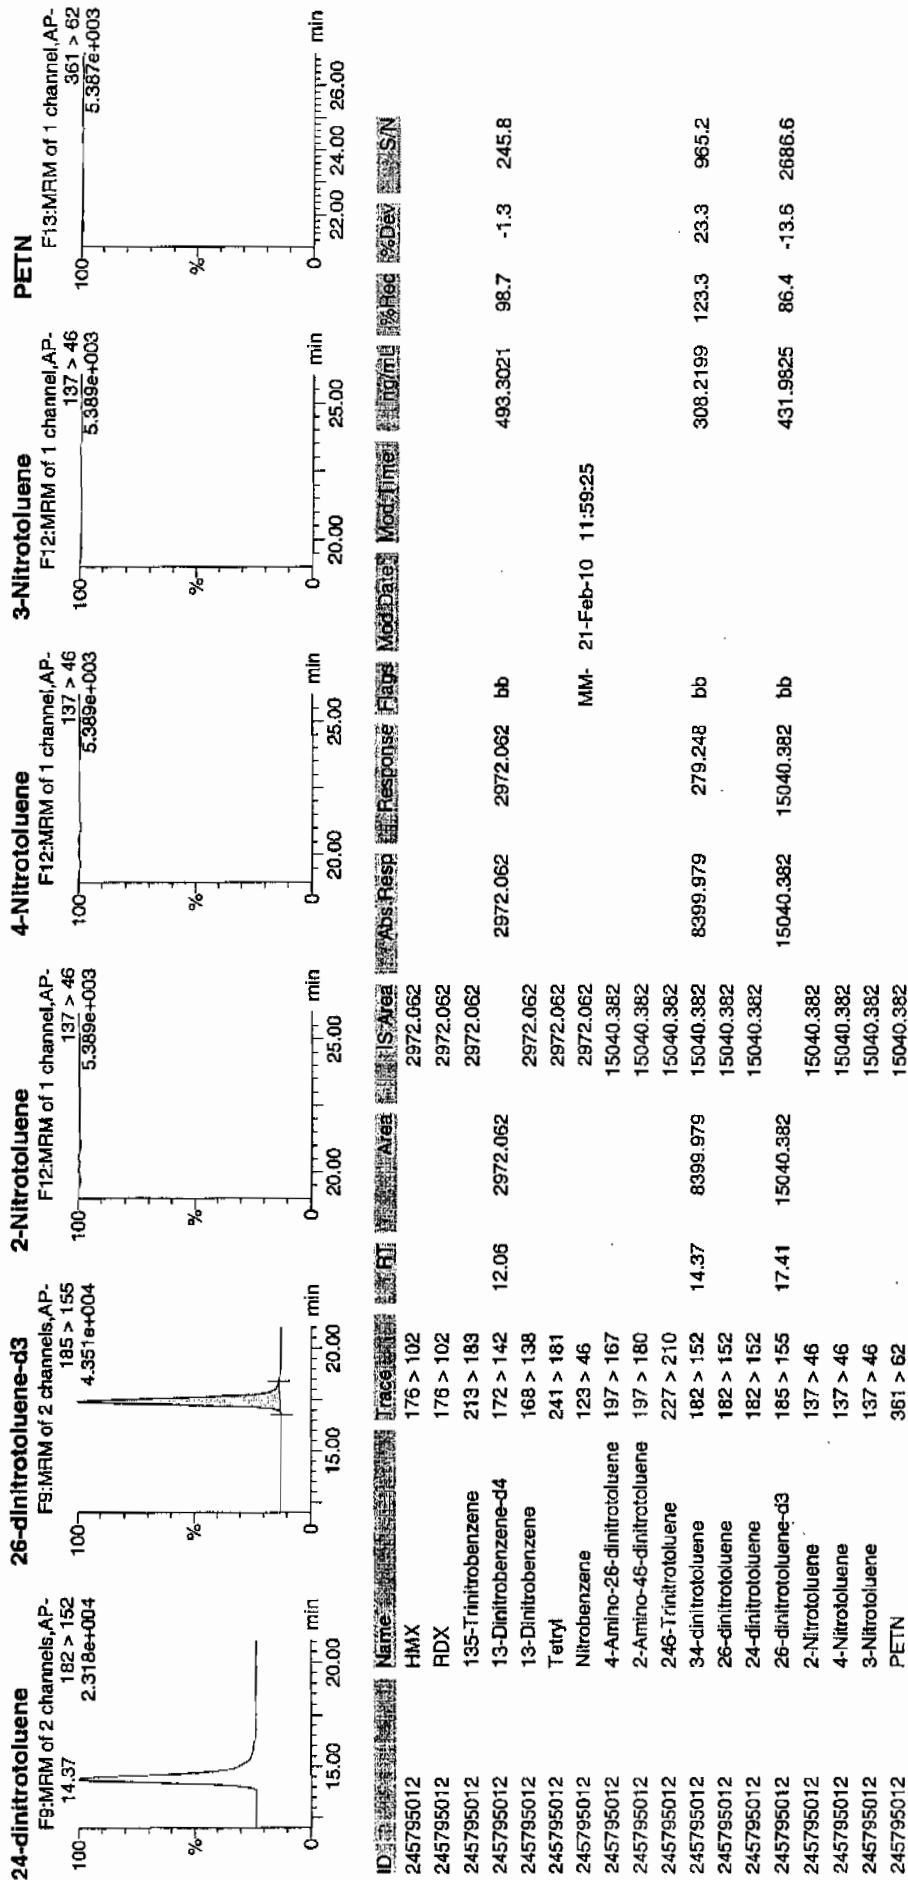 24-dinitrotoluene
F9:MRM of 2 channels,AP-
14.37 182 > 152
2.318e+004
100
%
0
15.00 20.00 min
26-dinitrotoluene-d3
F9:MRM of 2 channels,AP-
185 > 155
4.351e+004
100
%
0
15.00 20.00 min
2-Nitrotoluene
F12:MRM of 1 channel,AP-
137 > 46
5.389e+003
100
%
0
20.00 25.00 min
4-Nitrotoluene
F12:MRM of 1 channel,AP-
137 > 46
5.389e+003
100
%
0
20.00 25.00 min
3-Nitrotoluene
F12:MRM of 1 channel,AP-
137 > 46
5.389e+003
100
%
0
20.00 25.00 min
PETN
F13:MRM of 1 channel,AP-
361 > 62
5.387e+003
100
%
0
22.00 24.00 26.00 min
ID Name Trace RT Area IS Area Abs.Resp Response Flags Mod.Date Mod.Time ng/mL %Rec %Dev S/N
245795012 HMX 176 > 102 2972.062
245795012 RDX 176 > 102 2972.062
245795012 135-Trinitrobenzene 213 > 183 2972.062
245795012 13-Dinitrobenzene-d4 172 > 142 12.06 2972.062 2972.062 2972.062 bb 493.3021 98.7 -1.3 245.8
245795012 13-Dinitrobenzene 168 > 138 2972.062
245795012 Tetryl 241 > 181 2972.062
245795012 Nitrobenzene 123 > 46 2972.062 MM- 21-Feb-10 11:59:25
245795012 4-Amino-26-dinitrotoluene 197 > 167 15040.382
245795012 2-Amino-46-dinitrotoluene 197 > 180 15040.382
245795012 246-Trinitrotoluene 227 > 210 15040.382
245795012 34-dinitrotoluene 182 > 152 14.37 8399.979 15040.382 8399.979 279.248 bb 308.2199 123.3 23.3 965.2
245795012 26-dinitrotoluene 182 > 152 15040.382
245795012 24-dinitrotoluene 182 > 152 15040.382
245795012 26-dinitrotoluene-d3 185 > 155 17.41 15040.382 15040.382 15040.382 bb 431.9825 86.4 -13.6 2686.6
245795012 2-Nitrotoluene 137 > 46 15040.382
245795012 4-Nitrotoluene 137 > 46 15040.382
245795012 3-Nitrotoluene 137 > 46 15040.382
245795012 PETN 361 > 62 15040.382